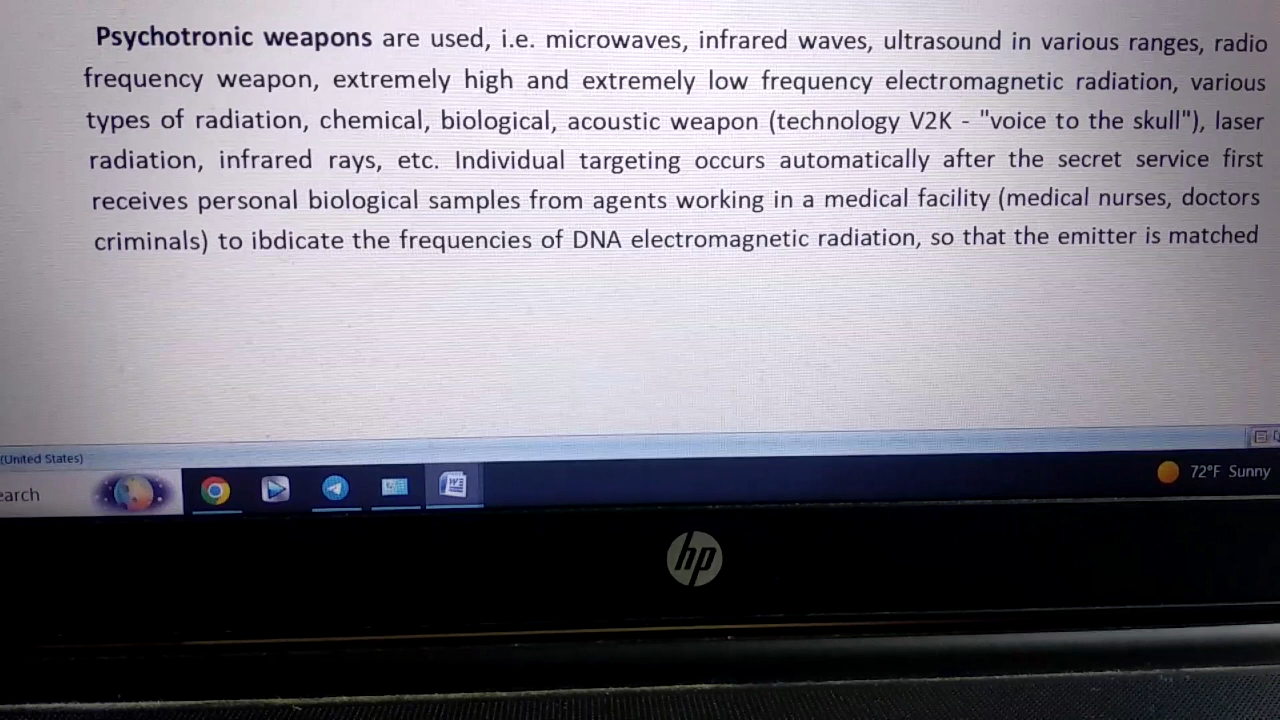 Psychotronic weapons are used, i.e. microwaves, infrared waves, ultrasound in various ranges, radio
frequency weapon, extremely high and extremely low frequency electromagnetic radiation, various
types of radiation, chemical, biological, acoustic weapon (technology V2K - "voice to the skull"), laser
radiation, infrared rays, etc. Individual targeting occurs automatically after the secret service first
receives personal biological samples from agents working in a medical facility (medical nurses, doctors
criminals) to ibdicate the frequencies of DNA electromagnetic radiation, so that the emitter is matched
(United States)
earch
72°F Sunny
hp